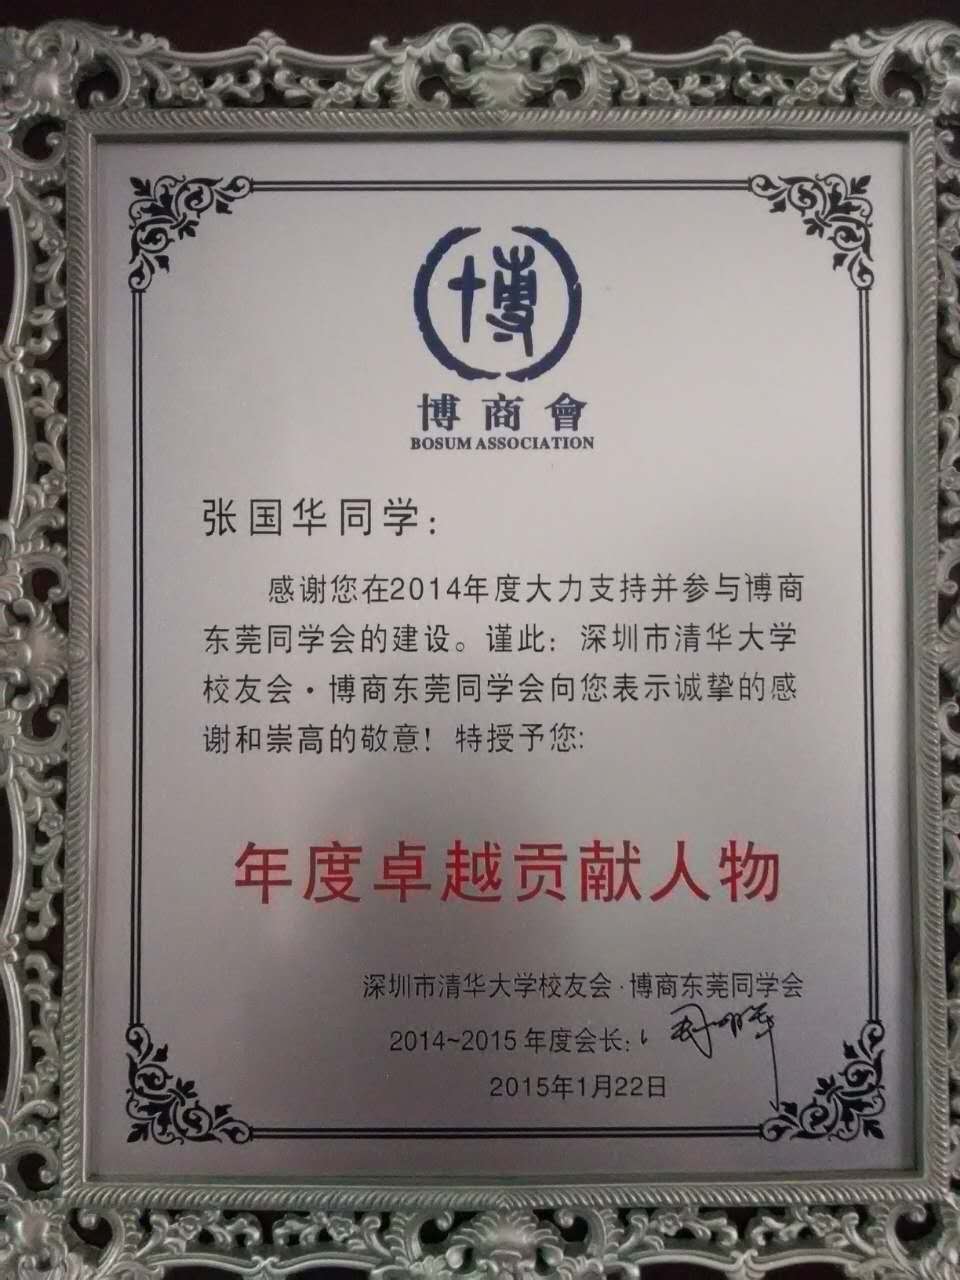 博
博商會
BOSUM ASSOCIATION
张国华同学：
感谢您在2014年度大力支持并参与博商
东莞同学会的建设。谨此：深圳市清华大学
校友会·博商东莞同学会向您表示诚挚的感
谢和崇高的敬意！特授予您：
年度卓越贡献人物
深圳市清华大学校友会·博商东莞同学会
2014~2015 年度会长：
2015年1月22日